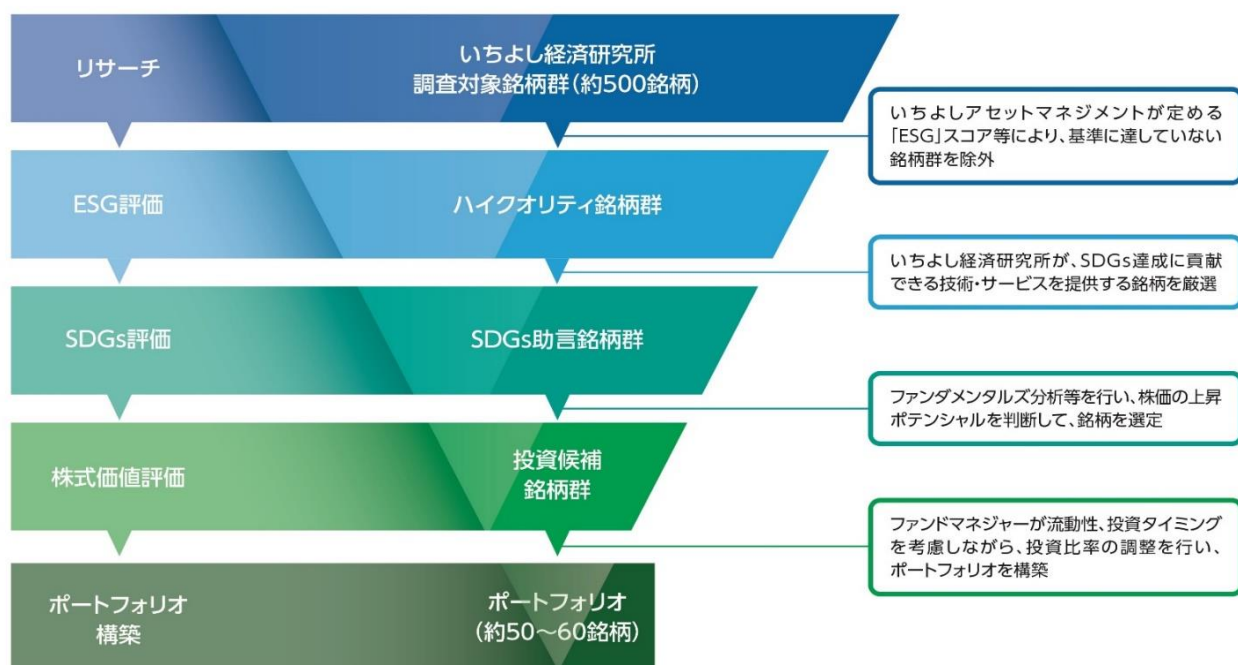 リサーチ
いちよし経済研究所
調査対象銘柄群(約500銘柄)
いちよしアセットマネジメントが定める
「ESG」スコア等により、基準に達していない
銘柄群を除外
ESG評価
ハイクオリティ銘柄群
いちよし経済研究所が、SDGs達成に貢献
できる技術・サービスを提供する銘柄を厳選
SDGs評価
SDGs助言銘柄群
ファンダメンタルズ分析等を行い、株価の上昇
ポテンシャルを判断して、銘柄を選定
株式価値評価
投資候補
銘柄群
ファンドマネジャーが流動性、投資タイミング
を考慮しながら、投資比率の調整を行い、
ポートフォリオを構築
ポートフォリオ
構築
ポートフォリオ
(約50～60銘柄)